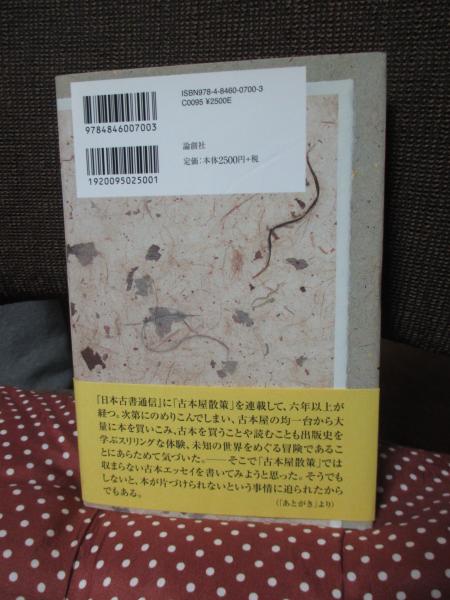 ISBN978-4-8460-0700-3
C0095 ¥2500E
9784846007003
論創社
定価:本体2500円+税
1920095025001
「日本古書通信」に「古本屋散策」を連載して、六年以上が
経つ。次第にのめりこんでしまい、古本屋の均一台から大
量に本を買いこみ、古本を買うことや読むことも出版史を
学ぶスリリングな体験、未知の世界をめぐる冒険であるこ
とにあらためて気づいた。――そこで「古本屋散策」では
収まらない古本エッセイを書いてみようと思った。そうでも
しないと、本が片づけられないという事情に迫られたから
でもある。
(「あとがき」より)